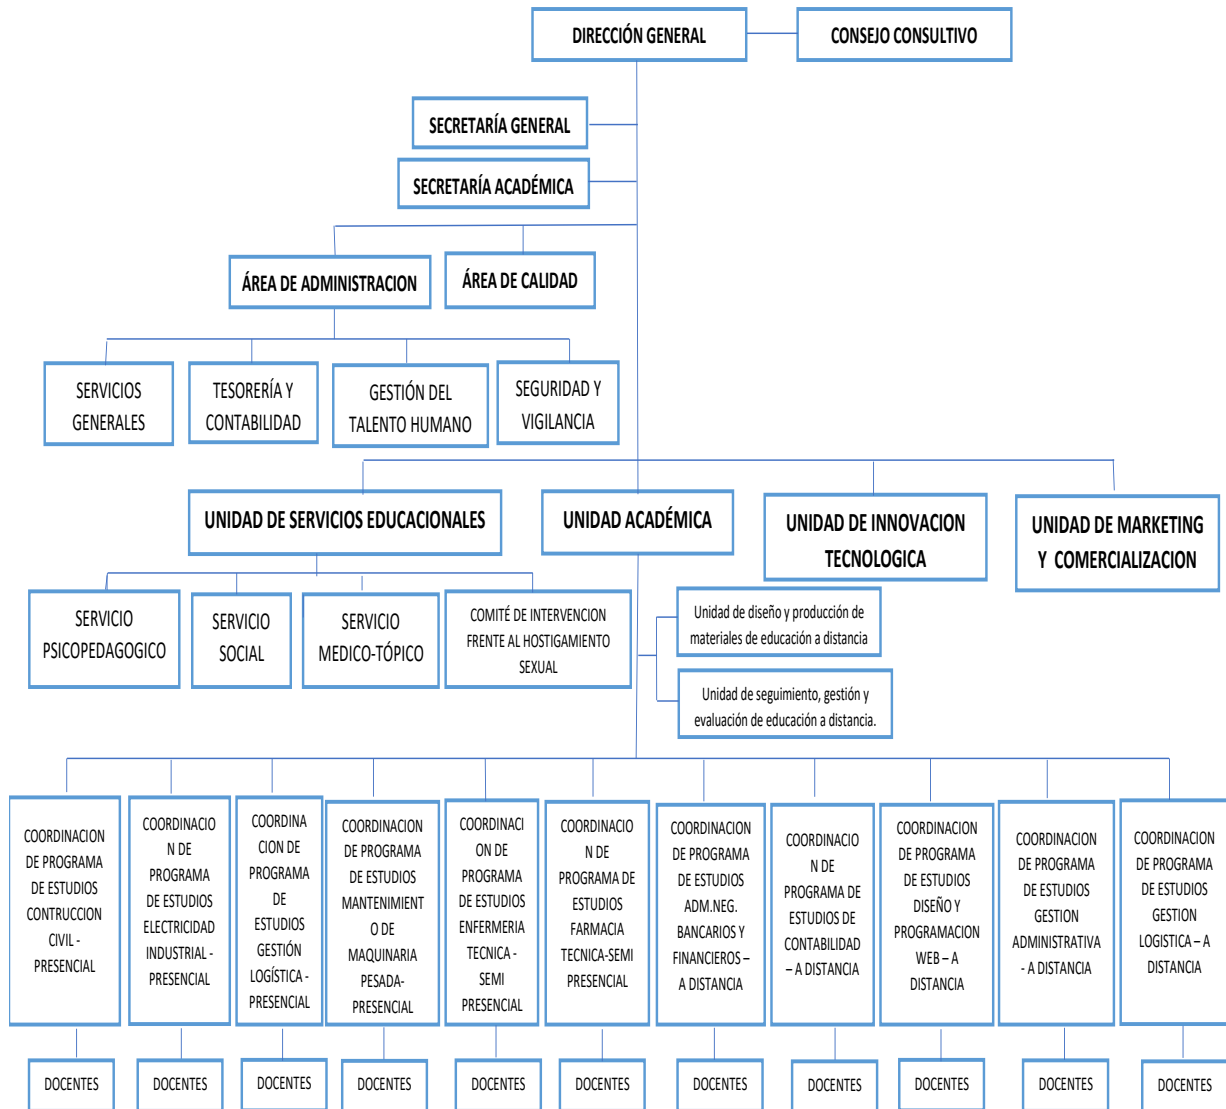 DIRECCIÓN GENERAL
CONSEJO CONSULTIVO
SECRETARÍA GENERAL
SECRETARÍA ACADÉMICA
ÁREA DE ADMINISTRACION
ÁREA DE CALIDAD
SERVICIOS
GENERALES
TESORERÍA Y
CONTABILIDAD
GESTIÓN DEL
TALENTO HUMANO
SEGURIDAD Y
VIGILANCIA
UNIDAD DE SERVICIOS EDUCACIONALES
UNIDAD ACADÉMICA
UNIDAD DE INNOVACION
TECNOLOGICA
UNIDAD DE MARKETING
Y COMERCIALIZACION
SERVICIO
PSICOPEDAGOGICO
SERVICIO
SOCIAL
SERVICIO
MEDICO-TÓPICO
COMITÉ DE INTERVENCION
FRENTE AL HOSTIGAMIENTO
SEXUAL
Unidad de diseño y producción de
materiales de educación a distancia
Unidad de seguimiento, gestión y
evaluación de educación a distancia.
COORDINACION
DE PROGRAMA
DE ESTUDIOS
CONTRUCCION
CIVIL -
PRESENCIAL
COORDINACIO
N DE
PROGRAMA
DE ESTUDIOS
ELECTRICIDAD
INDUSTRIAL -
PRESENCIAL
COORDINA
CION DE
PROGRAMA
DE
ESTUDIOS
GESTIÓN
LOGÍSTICA -
PRESENCIAL
COORDINACION
DE PROGRAMA
DE ESTUDIOS
MANTENIMIENT
O DE
MAQUINARIA
PESADA-
PRESENCIAL
COORDINACI
ON DE
PROGRAMA
DE ESTUDIOS
ENFERMERIA
TECNICA -
SEMI
PRESENCIAL
COORDINACIO
N DE
PROGRAMA DE
ESTUDIOS
FARMACIA
TECNICA-SEMI
PRESENCIAL
COORDINACION
DE PROGRAMA
DE ESTUDIOS
ADM.NEG.
BANCARIOS Y
FINANCIEROS –
A DISTANCIA
COORDINACIO
N DE
PROGRAMA DE
ESTUDIOS DE
CONTABILIDAD
– A DISTANCIA
COORDINACION
DE PROGRAMA
DE ESTUDIOS
DISEÑO Y
PROGRAMACION
WEB – A
DISTANCIA
COORDINACION
DE PROGRAMA
DE ESTUDIOS
GESTION
ADMINISTRATIVA
- A DISTANCIA
COORDINACION
DE PROGRAMA
DE ESTUDIOS
GESTION
LOGISTICA – A
DISTANCIA
DOCENTES
DOCENTES
DOCENTES
DOCENTES
DOCENTES
DOCENTES
DOCENTES
DOCENTES
DOCENTES
DOCENTES
DOCENTES